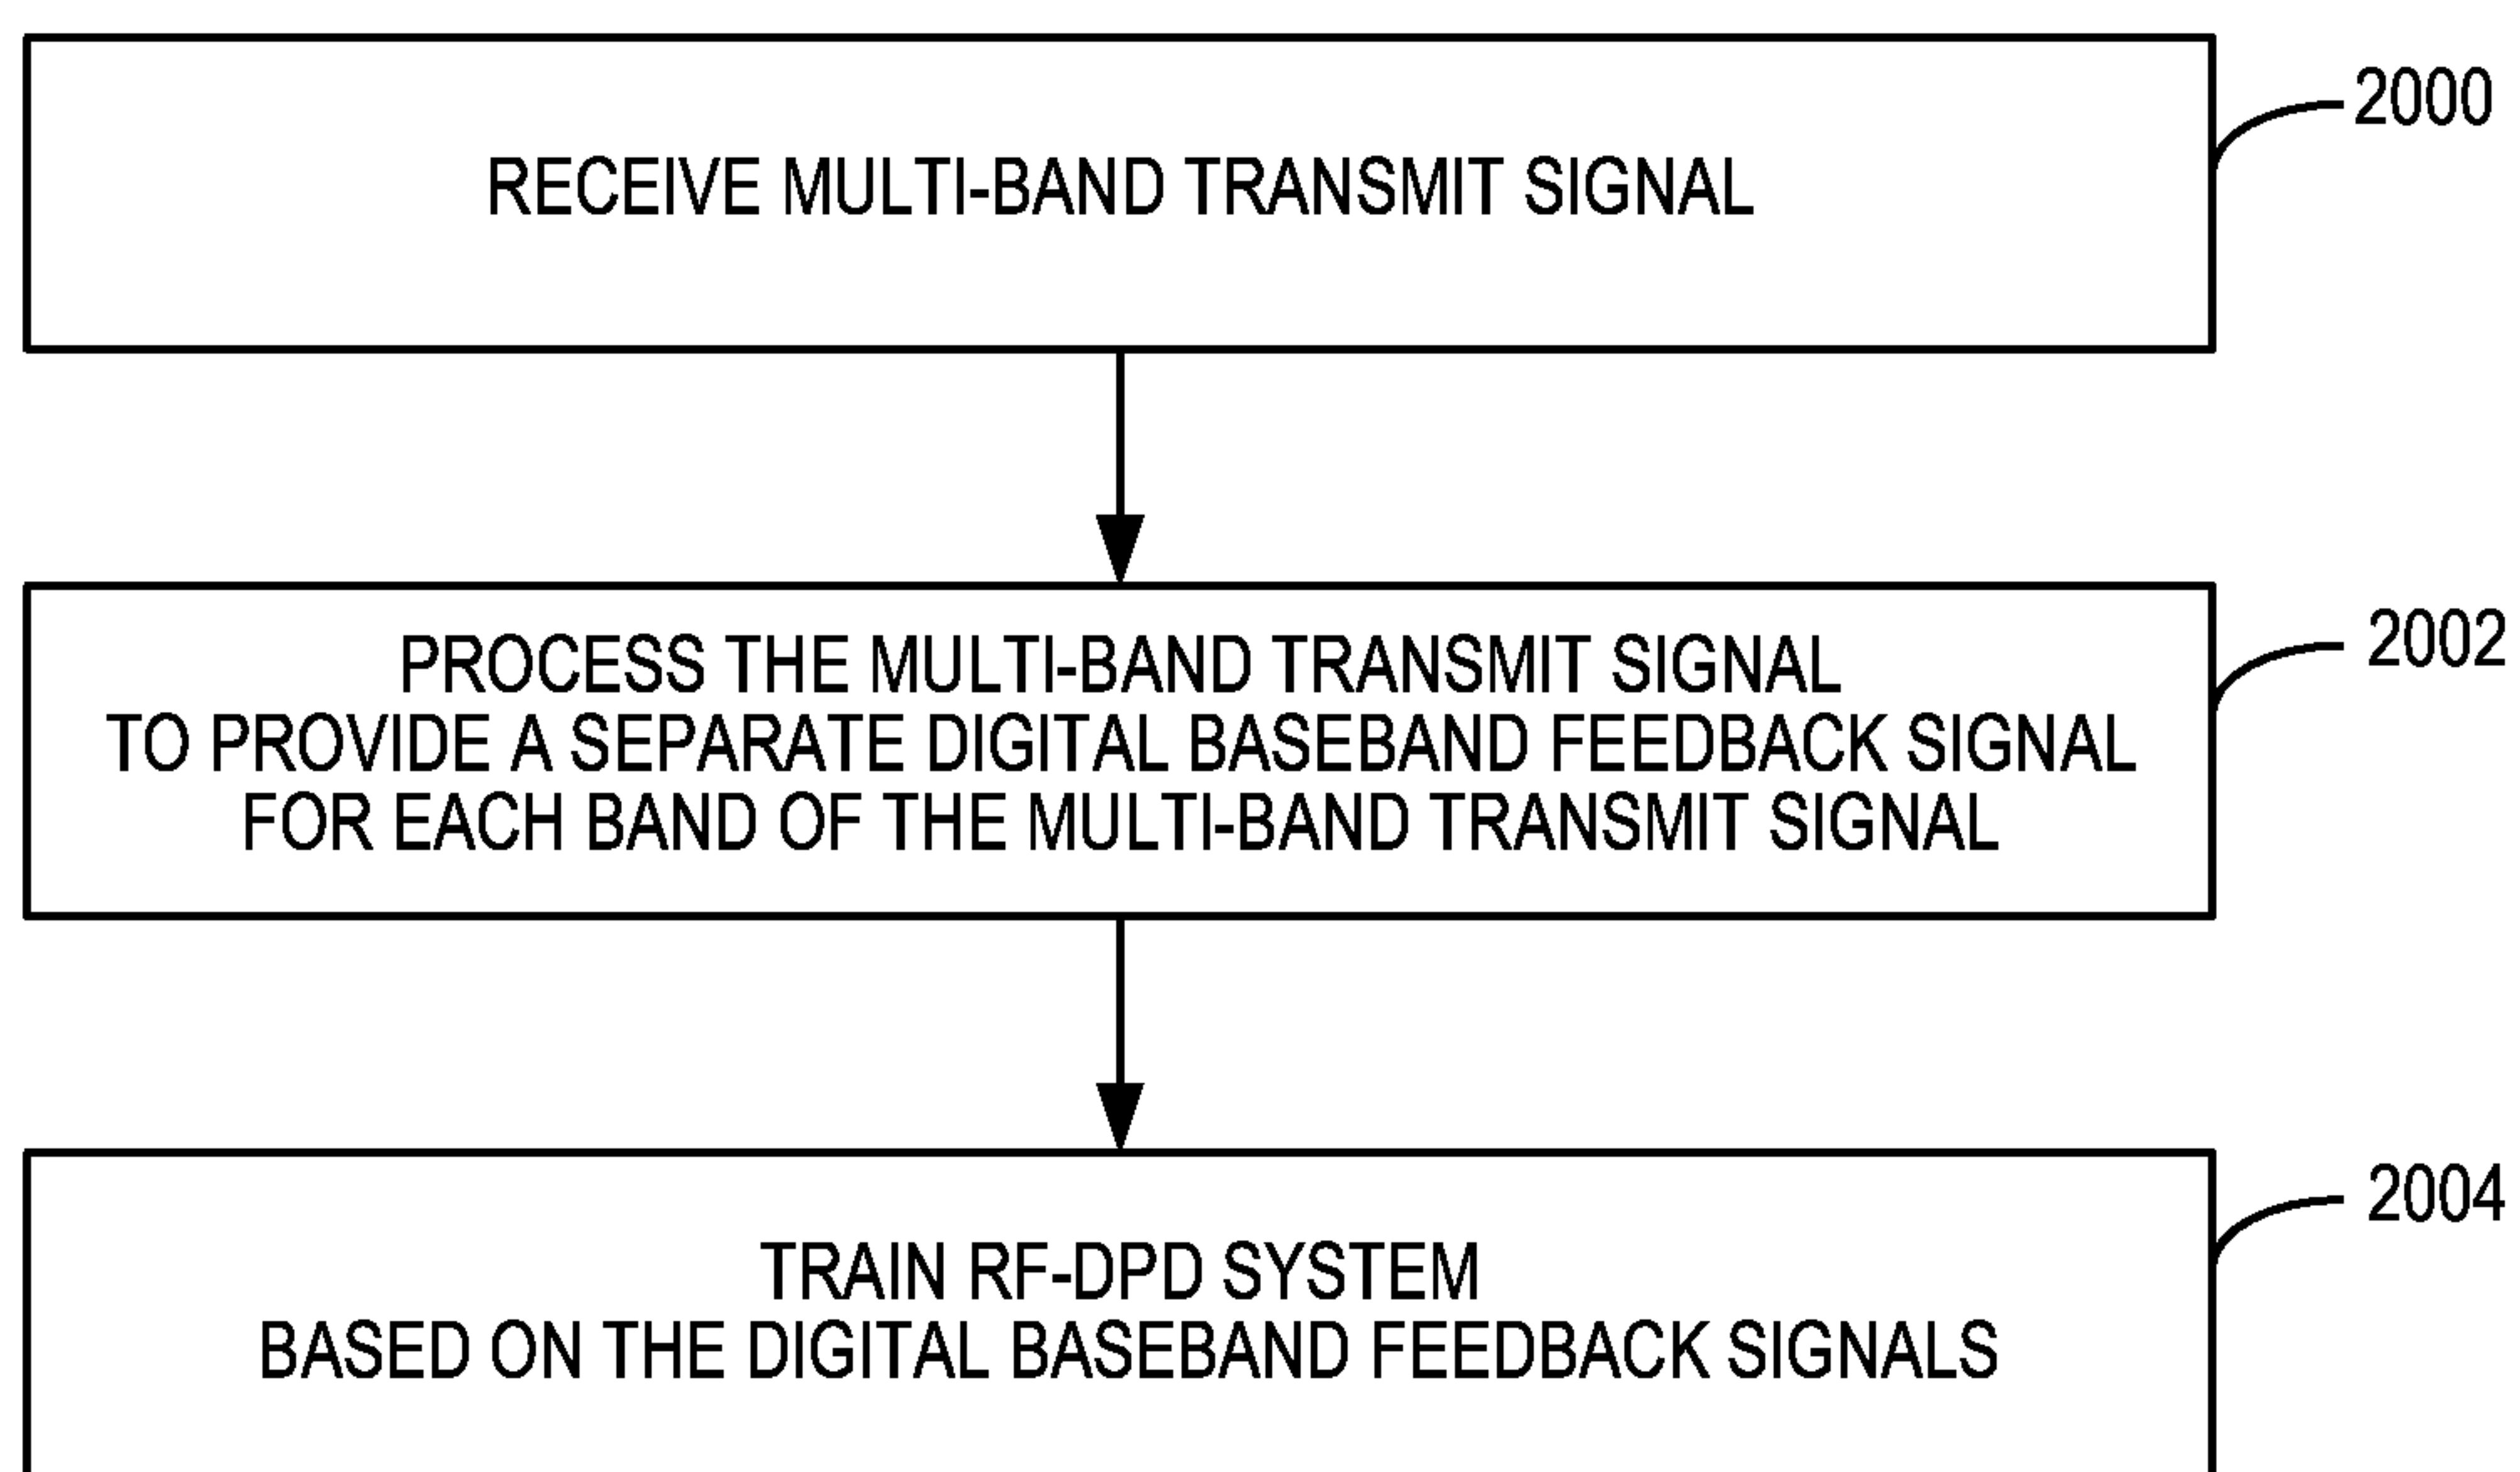 2000
RECEIVE MULTI-BAND TRANSMIT SIGNAL
2002
PROCESS THE MULTI-BAND TRANSMIT SIGNAL
TO PROVIDE A SEPARATE DIGITAL BASEBAND FEEDBACK SIGNAL
FOR EACH BAND OF THE MULTI-BAND TRANSMIT SIGNAL
2004
TRAIN RF-DPD SYSTEM
BASED ON THE DIGITAL BASEBAND FEEDBACK SIGNALS